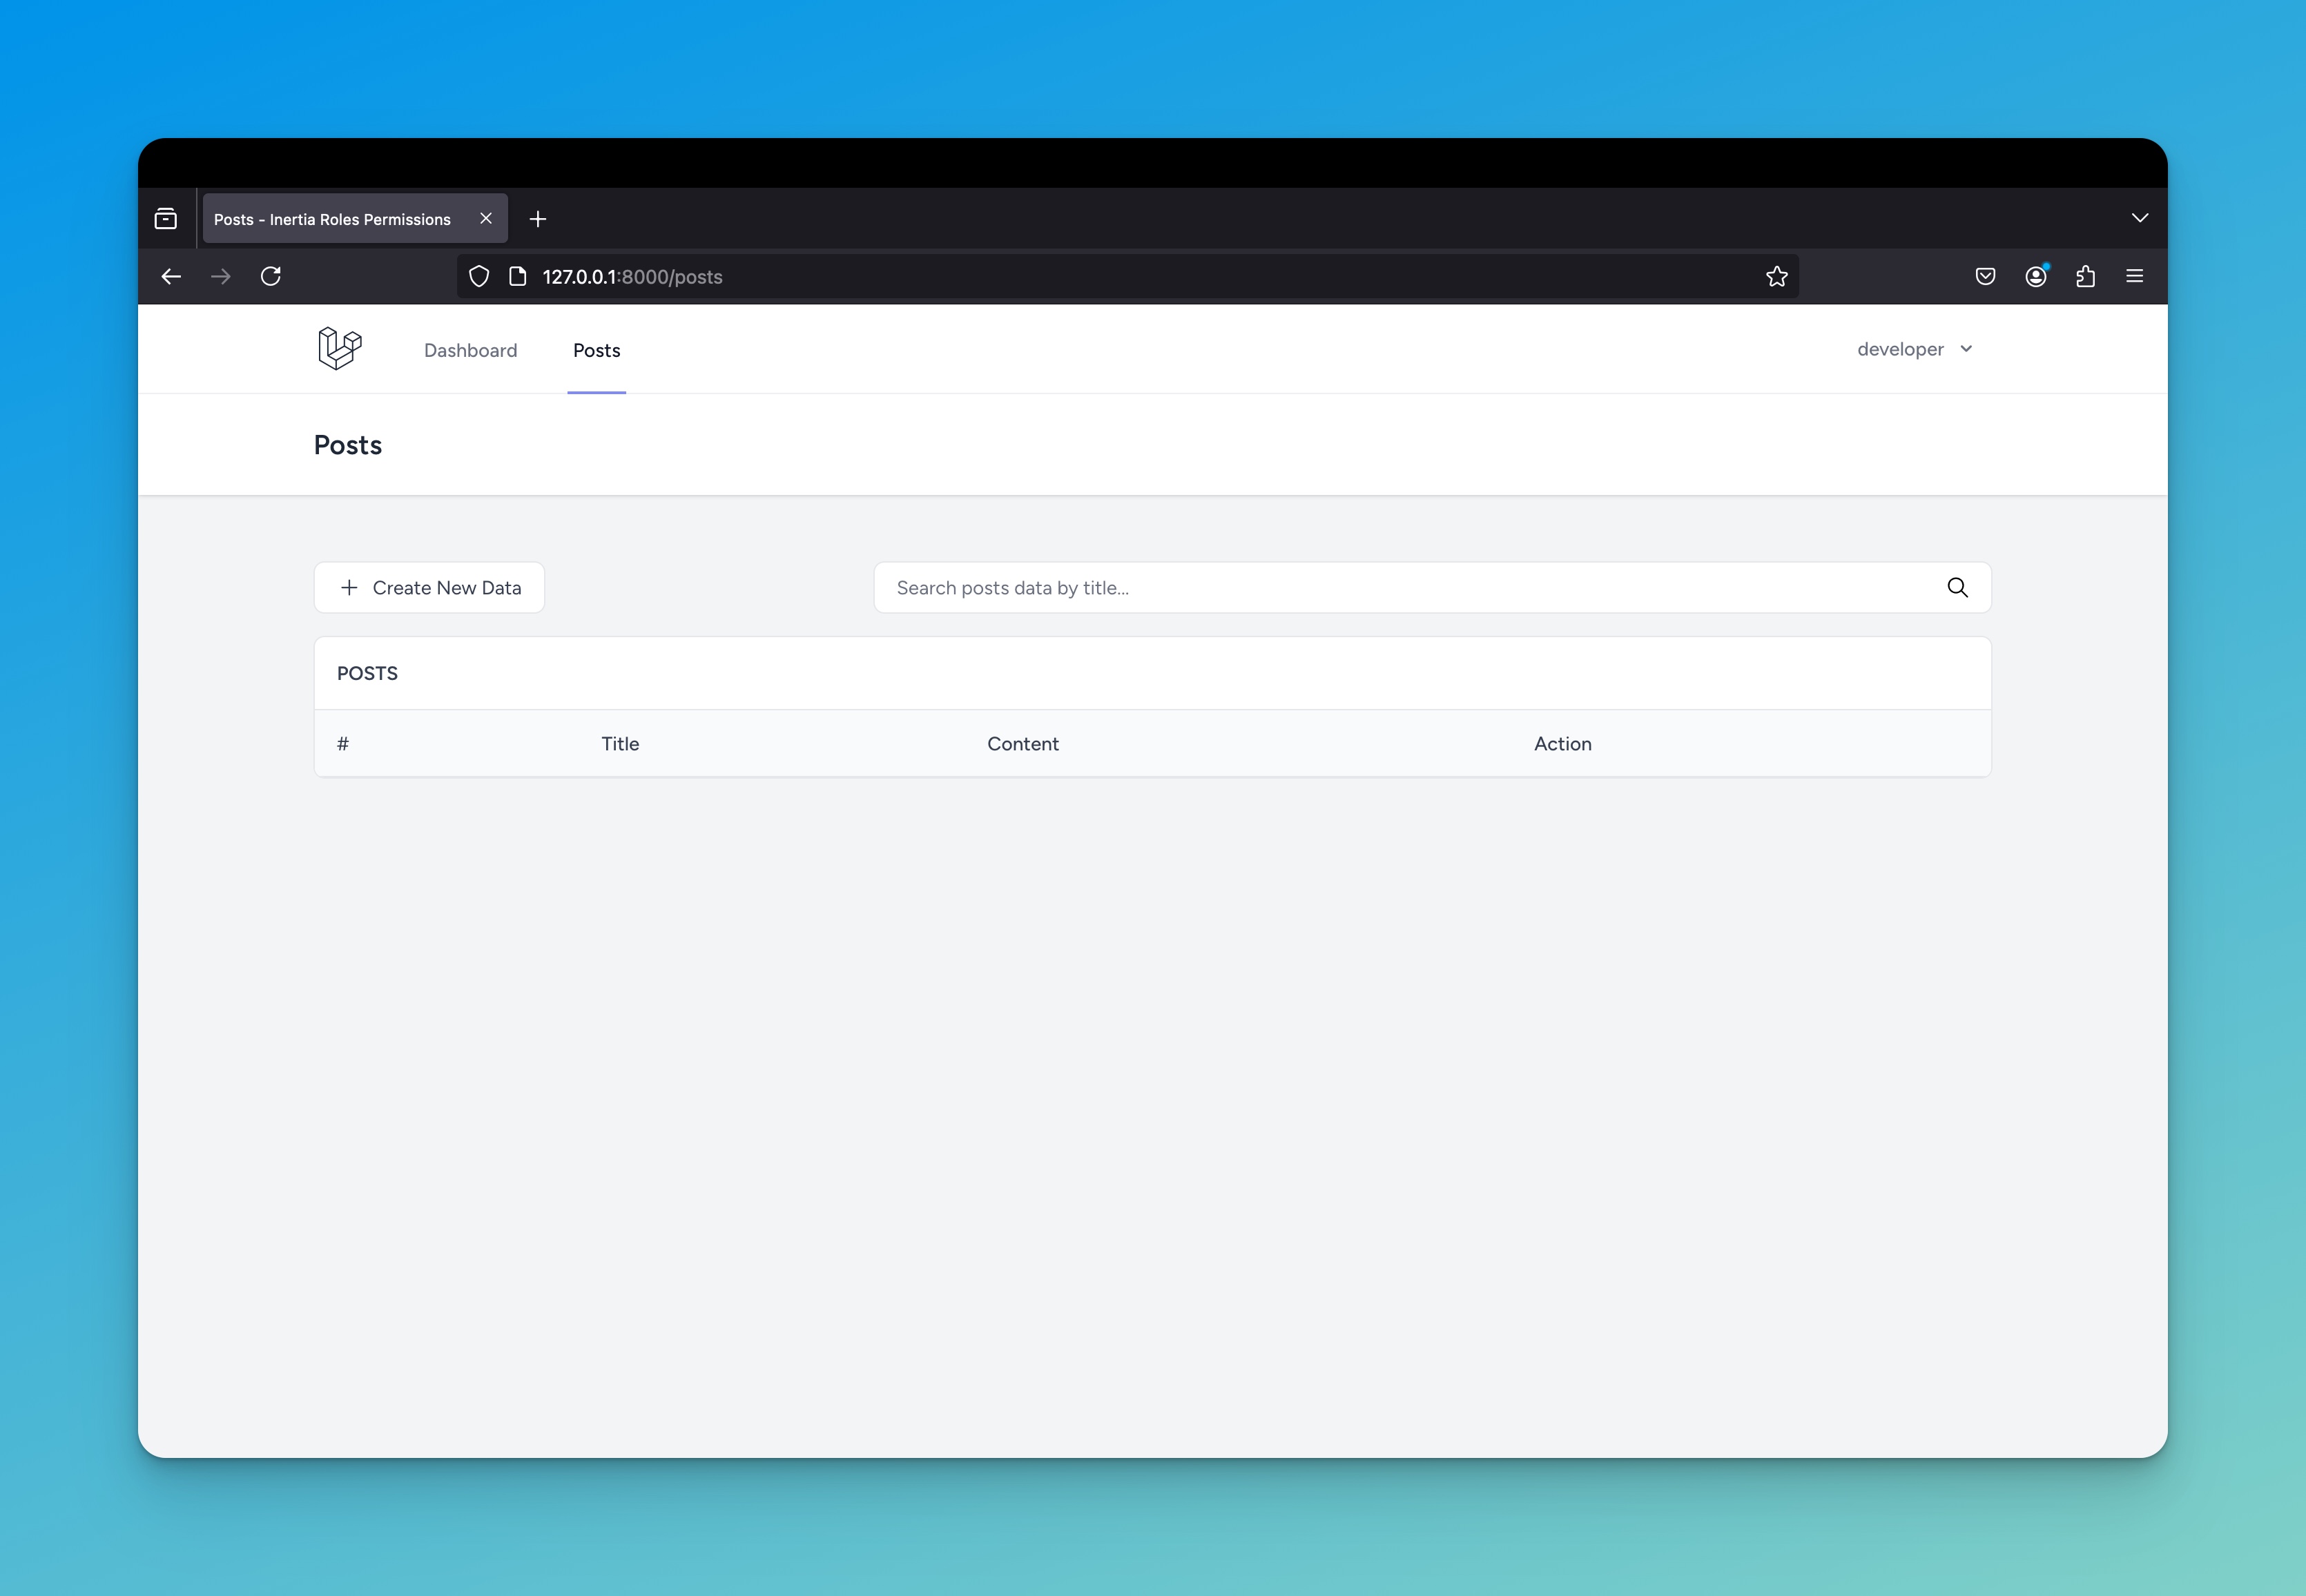 Posts - Inertia Roles Permissions
127.0.0.1:8000/posts
Dashboard
Posts
developer
Posts
Create New Data
Search posts data by title...
POSTS
# Title Content Action